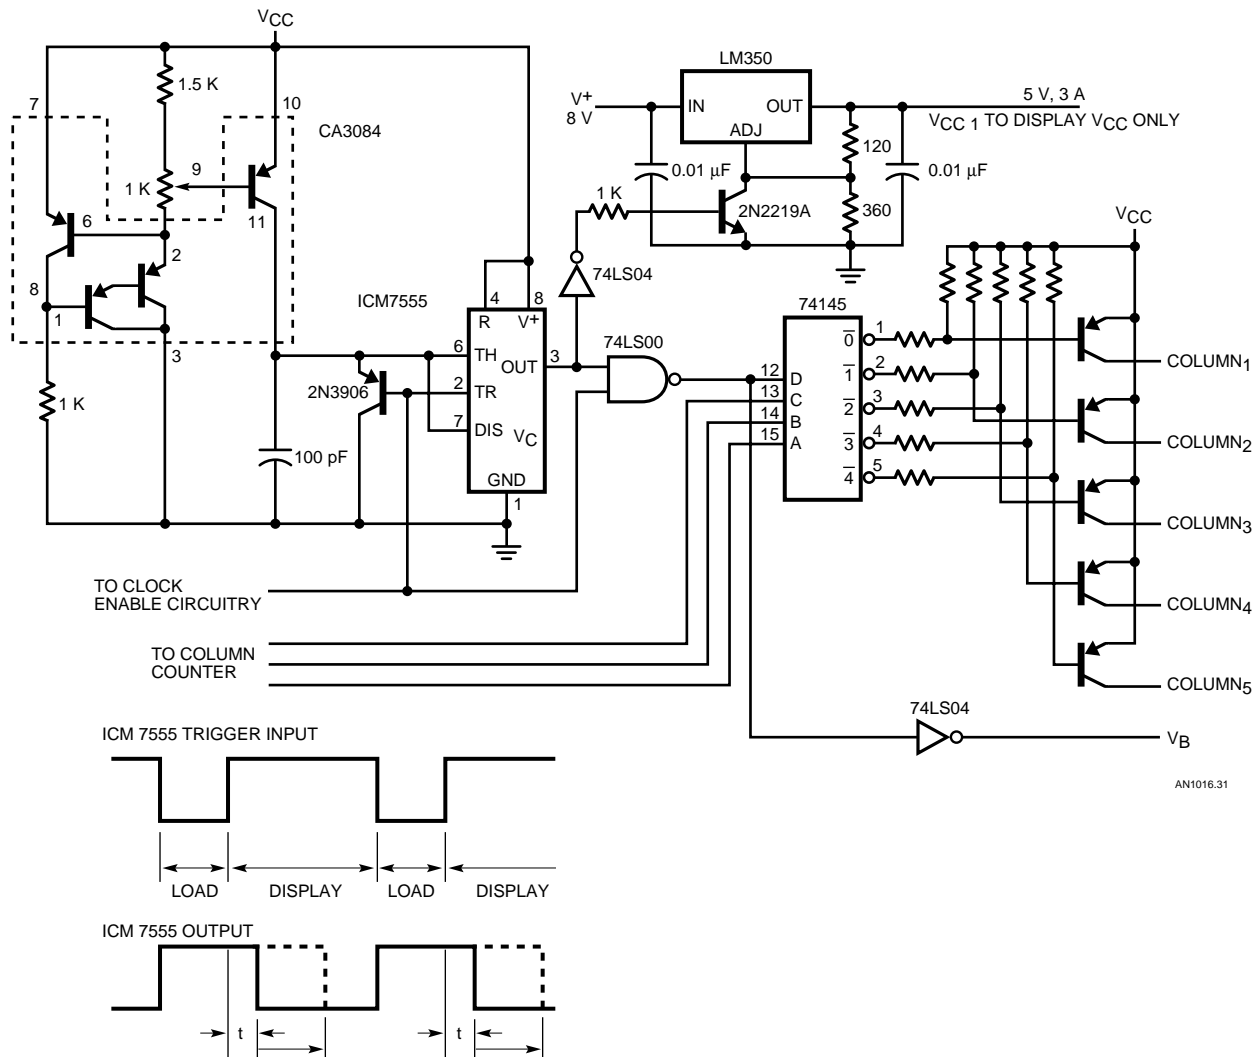 VCC
1.5 K
7
10
CA3084
9
1 K
11
6
2
8
1
3
1 K
2N3906
100 pF
ICM7555
4
8
R
V+
6
TH
OUT
3
2
TR
7
DIS
VC
GND
1
LM350
V+
8 V
IN
OUT
ADJ
5 V, 3 A
VCC 1 TO DISPLAY VCC ONLY
120
0.01 µF
0.01 µF
1 K
2N2219A
360
74LS04
74LS00
VCC
74145
12
D
13
C
14
B
15
A
0
1
1
2
2
3
3
4
4
5
COLUMN1
COLUMN2
COLUMN3
COLUMN4
COLUMN5
TO CLOCK
ENABLE CIRCUITRY
TO COLUMN
COUNTER
74LS04
VB
AN1016.31
ICM 7555 TRIGGER INPUT
LOAD
DISPLAY
LOAD
DISPLAY
ICM 7555 OUTPUT
t
t